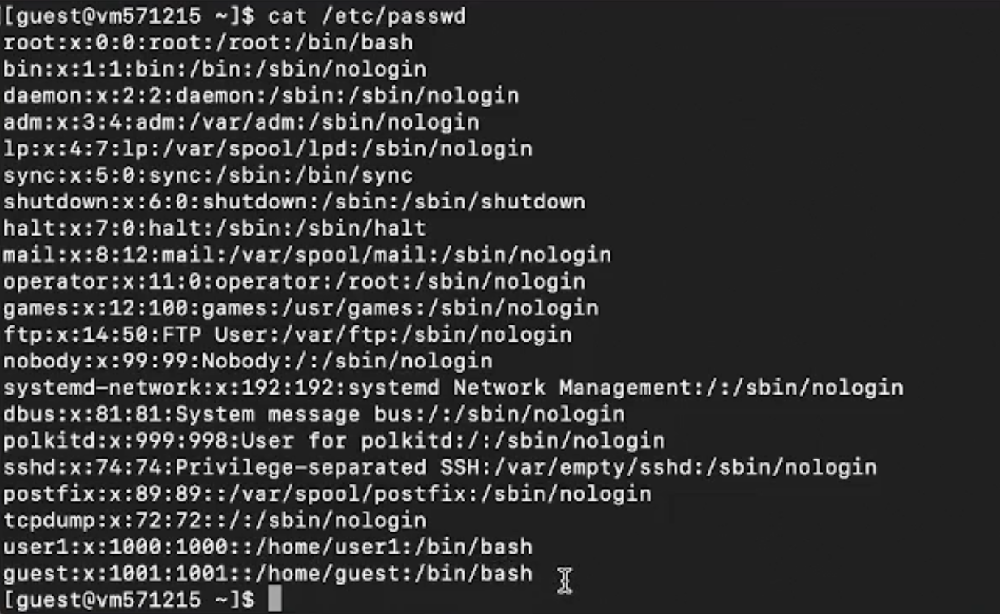 [guest@vm571215 ~]$ cat /etc/passwd
root:x:0:0:root:/root:/bin/bash
bin:x:1:1:bin:/bin:/sbin/nologin
daemon:x:2:2:daemon:/sbin:/sbin/nologin
adm:x:3:4:adm:/var/adm:/sbin/nologin
lp:x:4:7:lp:/var/spool/lpd:/sbin/nologin
sync:x:5:0:sync:/sbin:/bin/sync
shutdown:x:6:0:shutdown:/sbin:/sbin/shutdown
halt:x:7:0:halt:/sbin:/sbin/halt
mail:x:8:12:mail:/var/spool/mail:/sbin/nologin
operator:x:11:0:operator:/root:/sbin/nologin
games:x:12:100:games:/usr/games:/sbin/nologin
ftp:x:14:50:FTP User:/var/ftp:/sbin/nologin
nobody:x:99:99:Nobody:/:/sbin/nologin
systemd-network:x:192:192:systemd Network Management:/:/sbin/nologin
dbus:x:81:81:System message bus:/:/sbin/nologin
polkitd:x:999:998:User for polkitd:/:/sbin/nologin
sshd:x:74:74:Privilege-separated SSH:/var/empty/sshd:/sbin/nologin
postfix:x:89:89::/var/spool/postfix:/sbin/nologin
tcpdump:x:72:72::/:/sbin/nologin
user1:x:1000:1000::/home/user1:/bin/bash
guest:x:1001:1001::/home/guest:/bin/bash
[guest@vm571215 ~]$